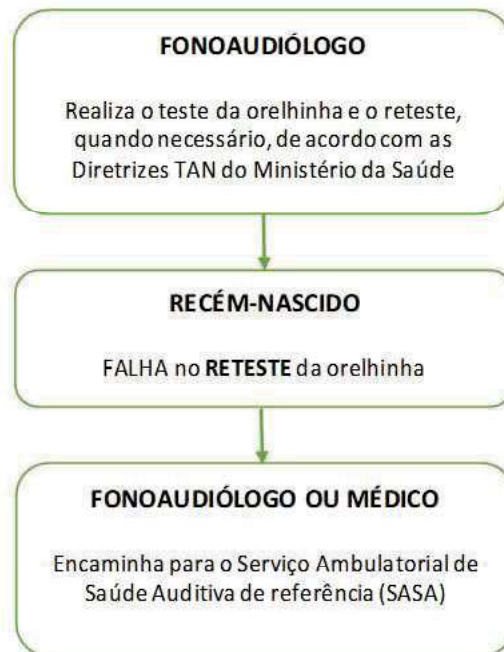 FONOAUDIÓLOGO
Realiza o teste da orelhinha e o reteste,
quando necessário, de acordo com as
Diretrizes TAN do Ministério da Saúde
RECÉM-NASCIDO
FALHA no RETESTE da orelhinha
FONOAUDIÓLOGO OU MÉDICO
Encaminha para o Serviço Ambulatorial de
Saúde Auditiva de referência (SASA)